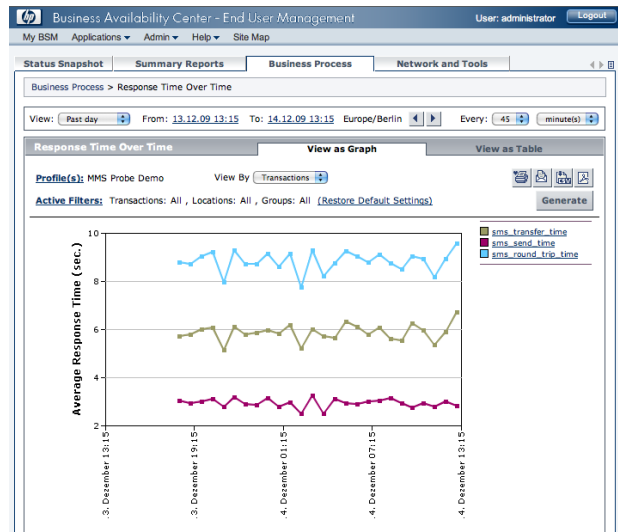 hp Business Availability Center - End User Management User: administrator Logout
My BSM Applications Admin Help Site Map
Status Snapshot Summary Reports Business Process Network and Tools
Business Process > Response Time Over Time
View: Past day From: 13.12.09 13:15 To: 14.12.09 13:15 Europe/Berlin Every: 45 minute(s)
Response Time Over Time View as Graph View as Table
Profile(s): MMS Probe Demo View By Transactions
Active Filters: Transactions: All , Locations: All , Groups: All (Restore Default Settings) Generate
sms_transfer_time
sms_send_time
sms_round_trip_time
Average Response Time (sec.)
10
8
6
4
2
.3. Dezember 13:15
.3. Dezember 19:15
.4. Dezember 01:15
.4. Dezember 07:15
.4. Dezember 13:15